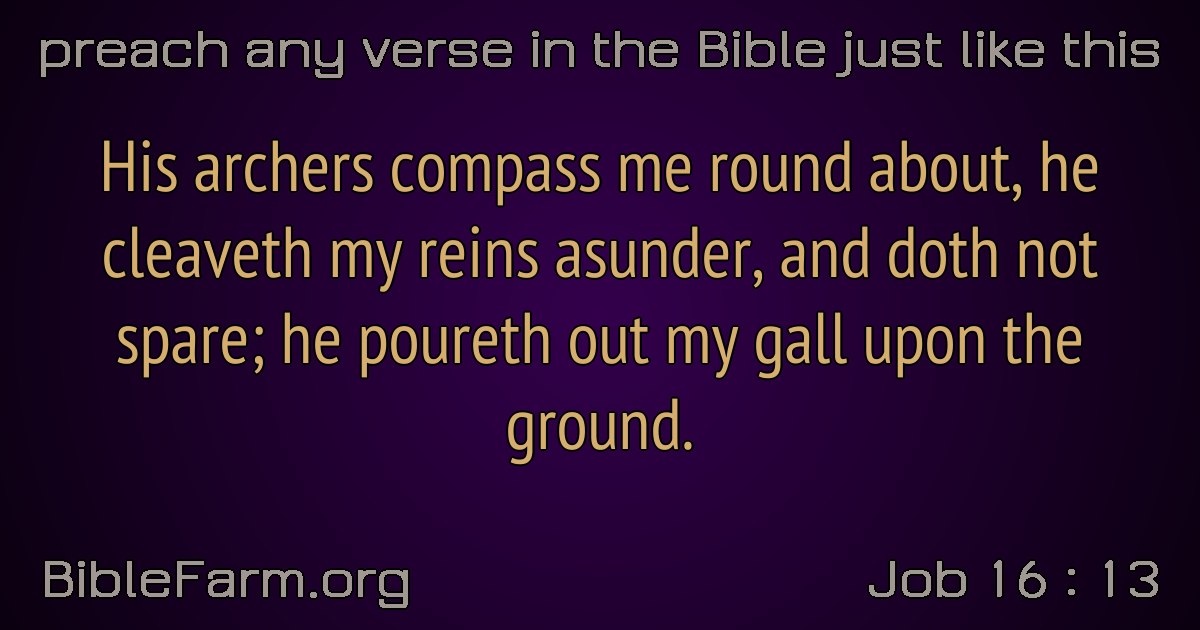 preach any verse in the Bible just like this
His archers compass me round about, he
cleaveth my reins asunder, and doth not
spare; he poureth out my gall upon the
ground.
BibleFarm.org
Job 16 : 13